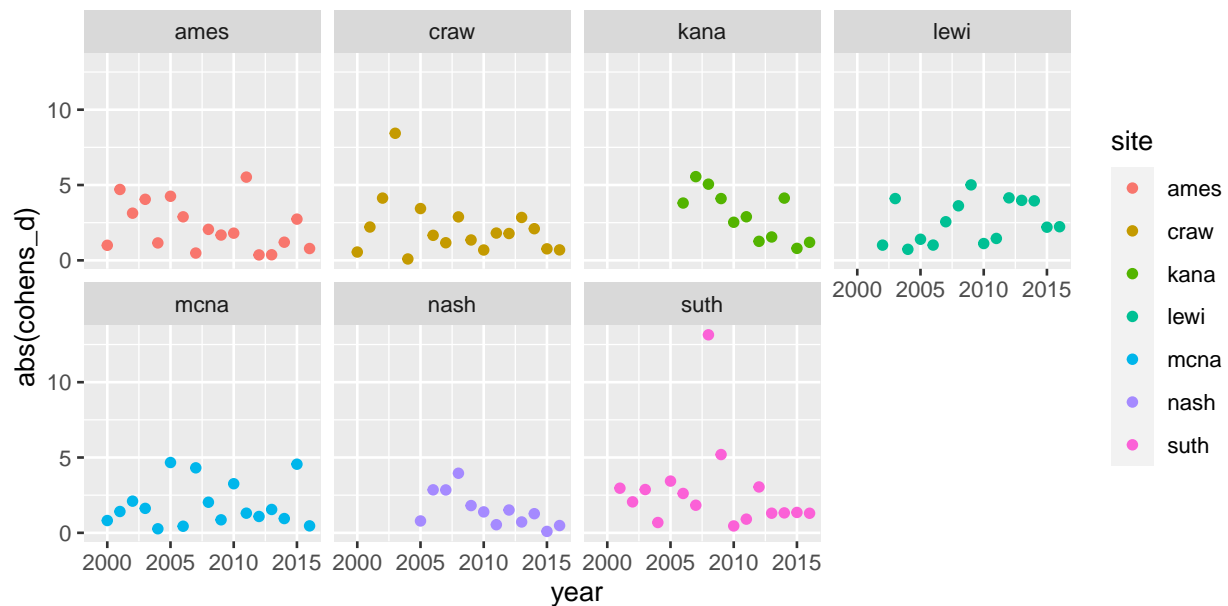 ames craw kana lewi
10
5
0
2000 2005 2010 2015
mcna nash suth
10
5
0
2000 2005 2010 2015 2000 2005 2010 2015 2000 2005 2010 2015
year
abs(cohens_d)
site
ames
craw
kana
lewi
mcna
nash
suth